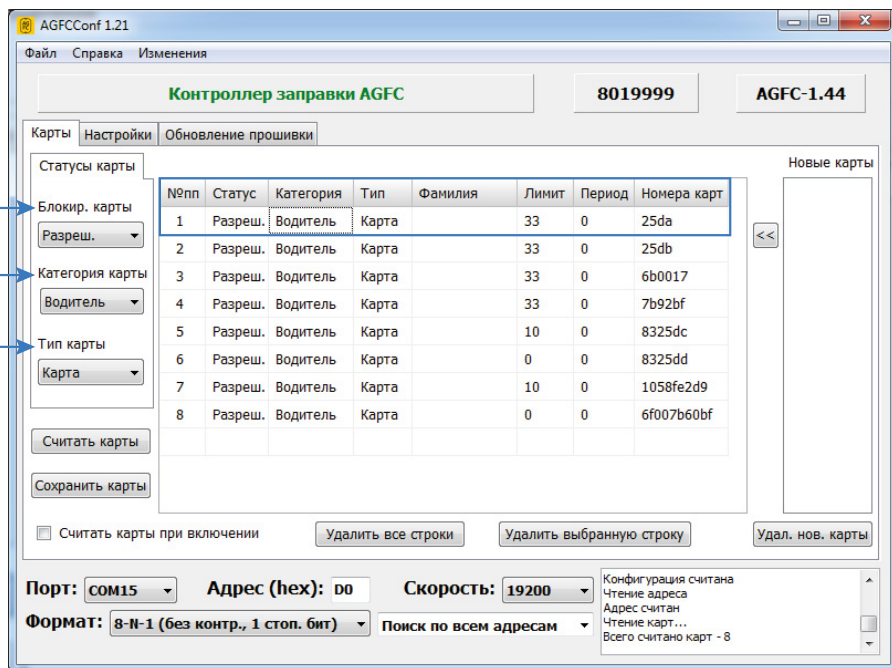 AGFCConf 1.21
Файл Справка Изменения
Контроллер заправки AGFC 8019999 AGFC-1.44
Карты Настройки Обновление прошивки
Статусы карты
Блокир. карты
Разреш.
Категория карты
Водитель
Тип карты
Карта
Считать карты
Сохранить карты
№пп Статус Категория Тип Фамилия Лимит Период Номера карт
1 Разреш. Водитель Карта 33 0 25da
2 Разреш. Водитель Карта 33 0 25db
3 Разреш. Водитель Карта 33 0 6b0017
4 Разреш. Водитель Карта 33 0 7b92bf
5 Разреш. Водитель Карта 10 0 8325dc
6 Разреш. Водитель Карта 0 0 8325dd
7 Разреш. Водитель Карта 10 0 1058fe2d9
8 Разреш. Водитель Карта 0 0 6f007b60bf
<<
Новые карты
Считать карты при включении Удалить все строки Удалить выбранную строку Удал. нов. карты
Порт: COM15 Адрес (hex): D0 Скорость: 19200
Формат: 8-N-1 (без контр., 1 стоп. бит) Поиск по всем адресам
Конфигурация считана
Чтение адреса
Адрес считан
Чтение карт...
Всего считано карт - 8